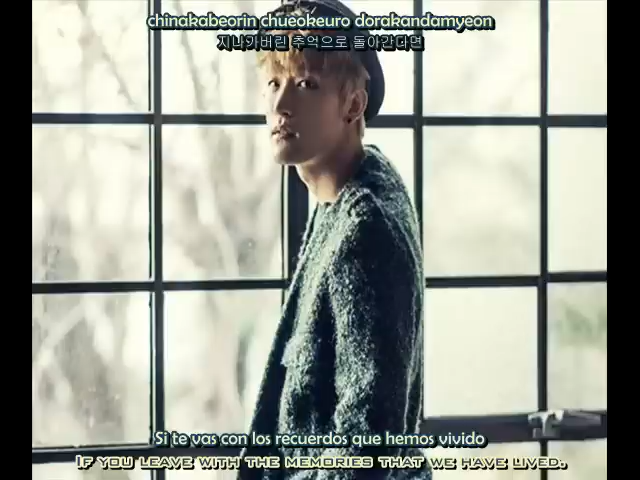 chinakabeorin chueokeuro dorakandamyeon
지나가버린 추억으로 돌아간다면
Si te vas con los recuerdos que hemos vivido
If you leave with the memories that we have lived.